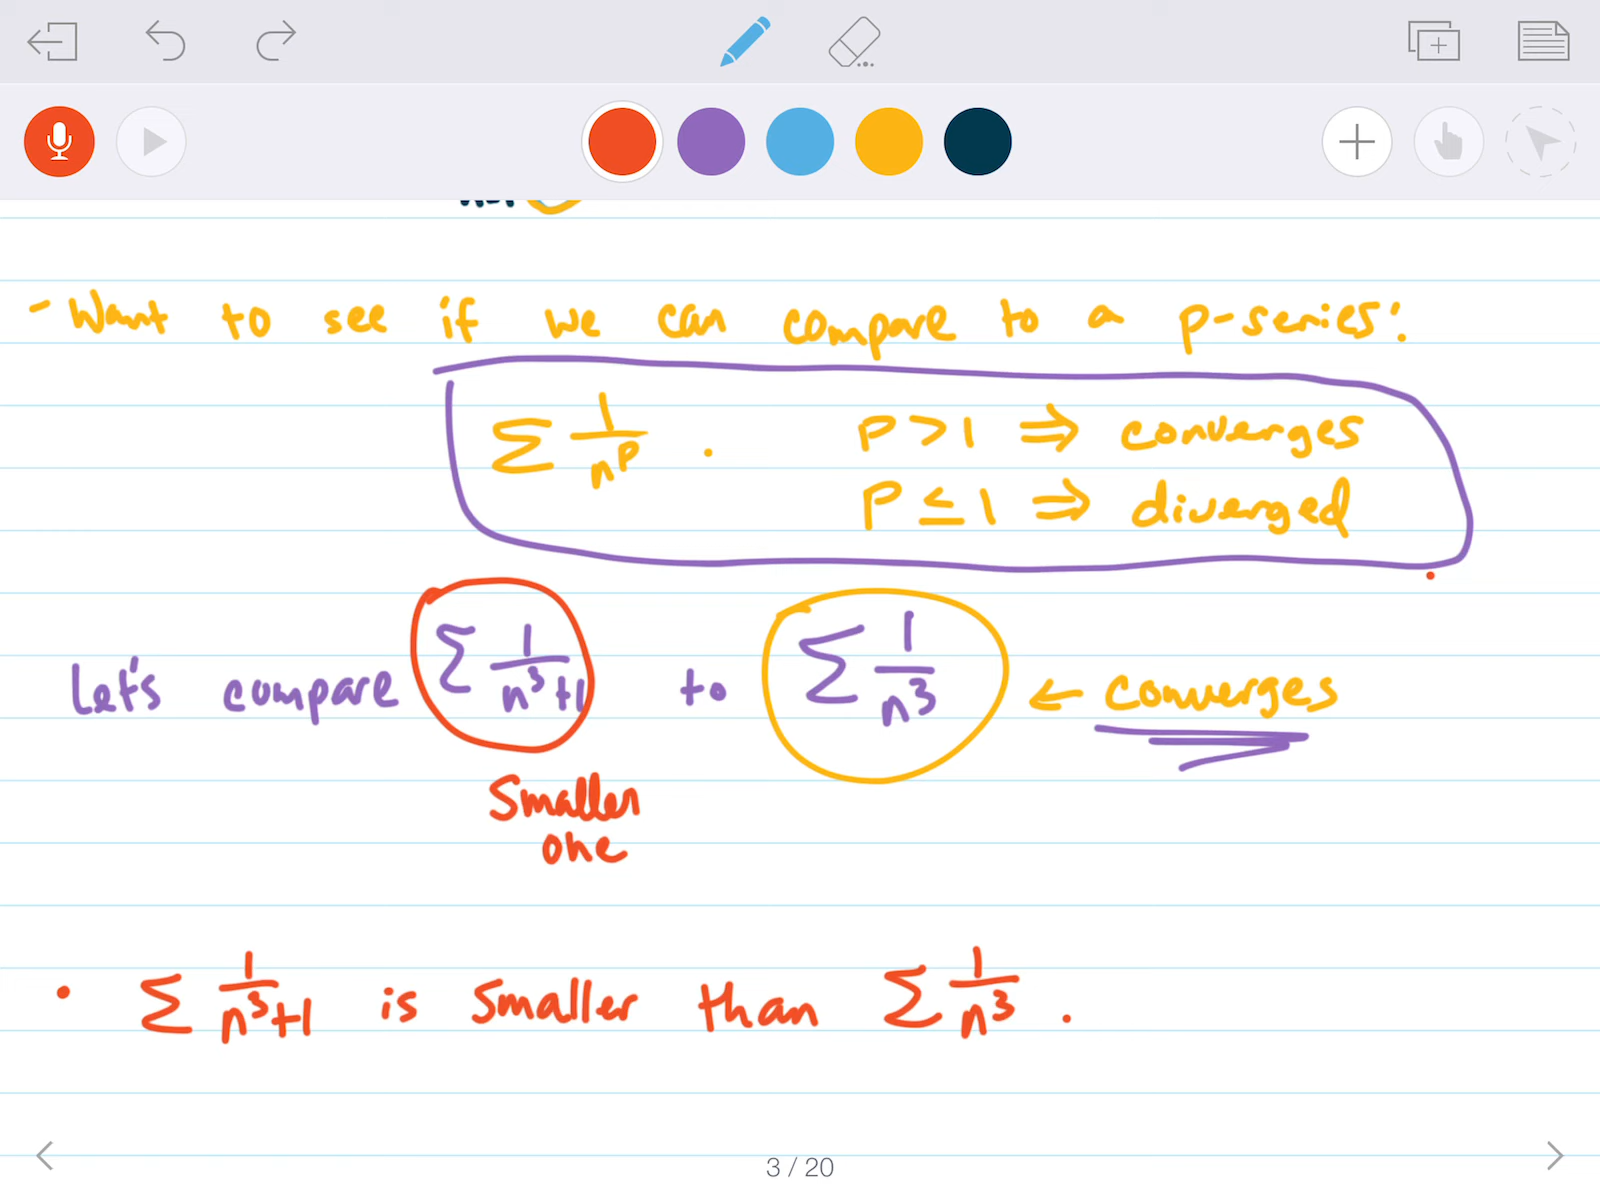 - Want to see if we can compare to a p-series:
∑ 1/n^p . p > 1 ⇒ converges
p ≤ 1 ⇒ diverged
Let's compare ∑ 1/(n³+1) to ∑ 1/n³ ← converges
Smaller
one
• ∑ 1/(n³+1) is smaller than ∑ 1/n³ .
3 / 20